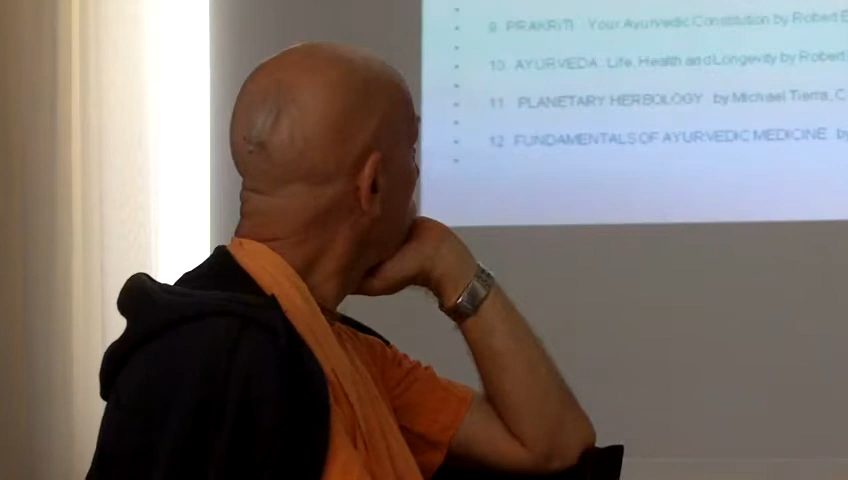 9 PRAKRITI Your Ayurvedic Constitution by Robert
10 AYURVEDA Life, Health and Longevity by Robert
11 PLANETARY HERBOLOGY by Michael Tierra, C
12 FUNDAMENTALS OF AYURVEDIC MEDICINE